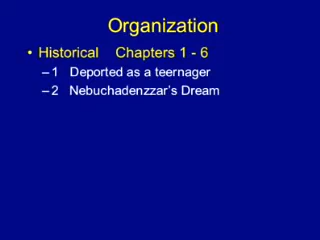 Organization
• Historical Chapters 1 - 6
– 1 Deported as a teernager
– 2 Nebuchadenzzar's Dream